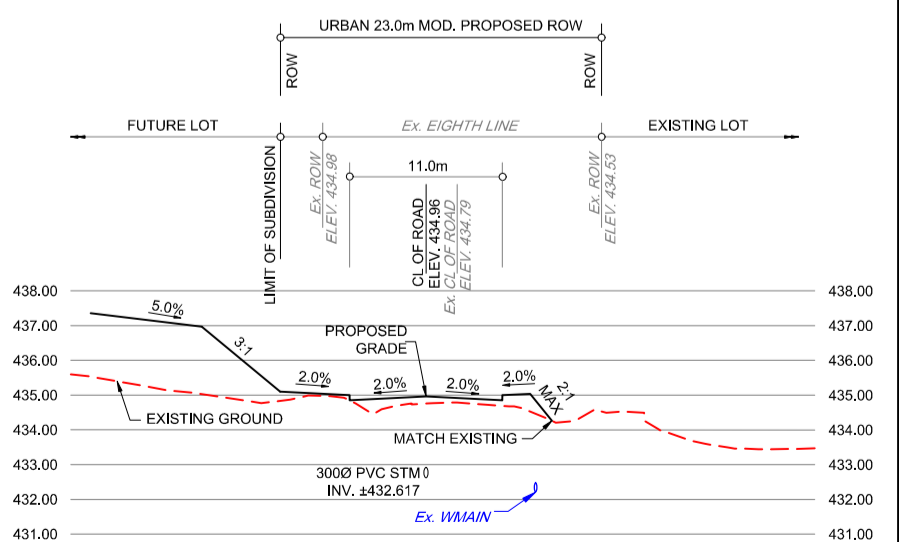 URBAN 23.0m MOD. PROPOSED ROW
ROW
ROW
FUTURE LOT
Ex. EIGHTH LINE
EXISTING LOT
LIMIT OF SUBDIVISION
Ex. ROW
ELEV. 434.98
11.0m
CL OF ROAD
ELEV. 434.96
Ex. CL OF ROAD
ELEV. 434.79
Ex. ROW
ELEV. 434.53
438.00
438.00
5.0%
437.00
437.00
3:1
PROPOSED
GRADE
436.00
436.00
2.0%
2.0%
2.0%
2.0%
2:1
MAX
435.00
435.00
EXISTING GROUND
MATCH EXISTING
434.00
434.00
433.00
433.00
300Ø PVC STM
INV. ±432.617
432.00
432.00
Ex. WMAIN
431.00
431.00